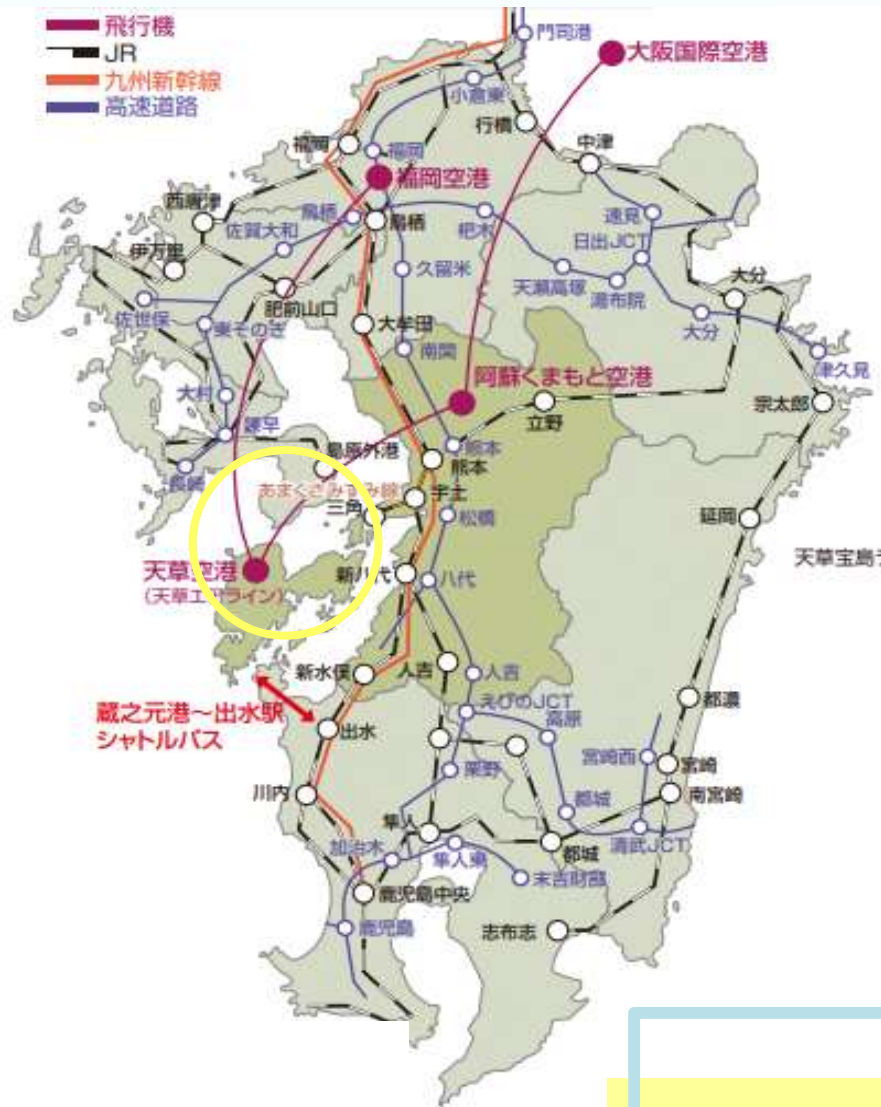 飛行機
JR
九州新幹線
高速道路
門司港
大阪国際空港
小倉東
行橋
福岡
福岡
中津
福岡空港
西唐津
鳥栖
鳥栖
杷木
速見
佐賀大和
日出JCT
伊万里
久留米
天瀬高塚
湯布院
大分
肥前山口
佐世保
東そのぎ
大牟田
大分
南関
津久見
阿蘇くまもと空港
大村
立野
宗太郎
諫早
島原外港
熊本
熊本
長崎
あまくさみすみ線
宇土
三角
松橋
延岡
天草宝島
天草空港
(天草エアライン)
新八代
八代
新水俣
人吉
人吉
蔵之元港～出水駅
シャトルバス
えびのJCT
高原
都濃
出水
宮崎西
宮崎
栗野
川内
南宮崎
都城
隼人
加治木
隼人東
都城
清武JCT
末吉財部
鹿児島中央
鹿児島
志布志